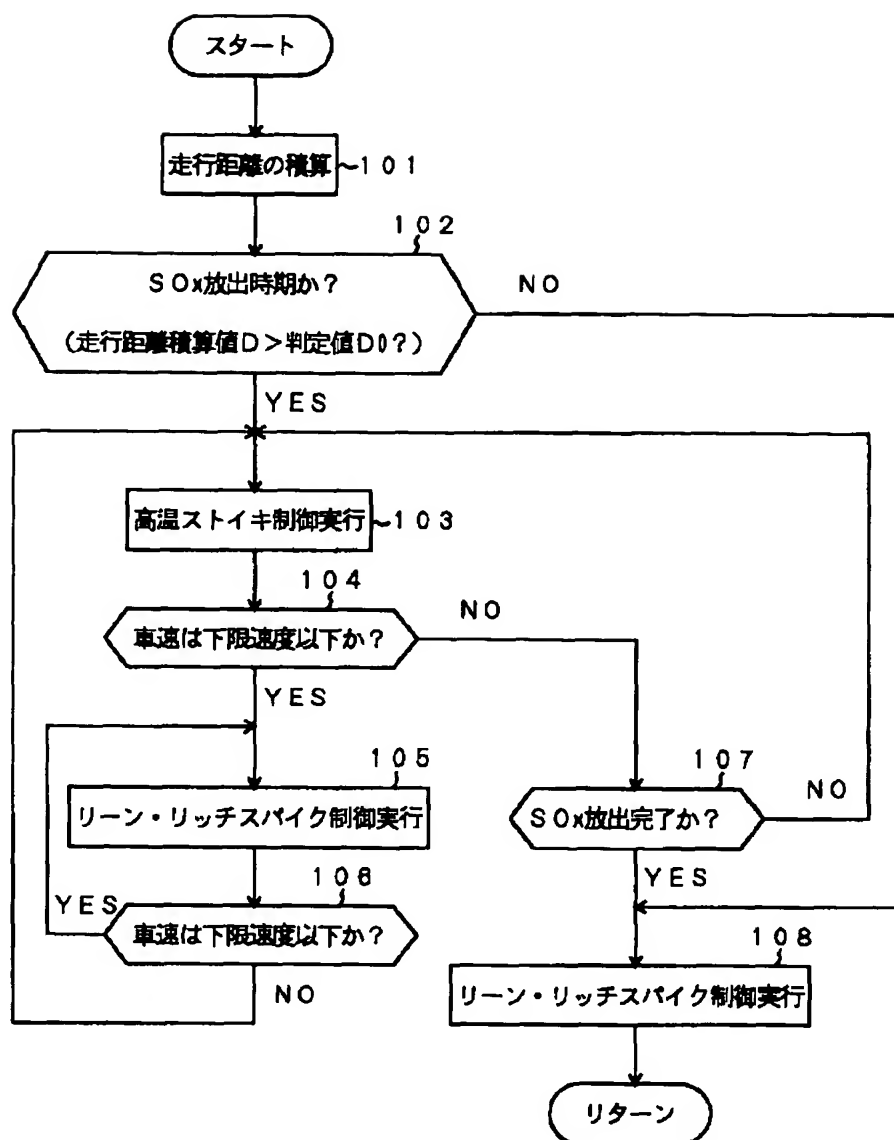 スタート
走行距離の積算
~101
102
SOx放出時期か?
NO
(走行距離積算値D>判定値D0?)
YES
高温ストイキ制御実行
~103
104
車速は下限速度以下か?
NO
YES
105
リーン・リッチスパイク制御実行
107
SOx放出完了か?
NO
106
YES
車速は下限速度以下か?
YES
NO
108
リーン・リッチスパイク制御実行
リターン